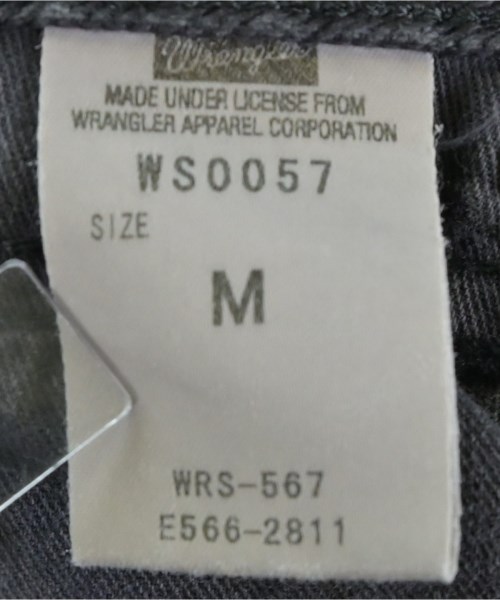 Wrangler
MADE UNDER LICENSE FROM
WRANGLER APPAREL CORPORATION
WS0057
SIZE
M
WRS-567
E566-2811